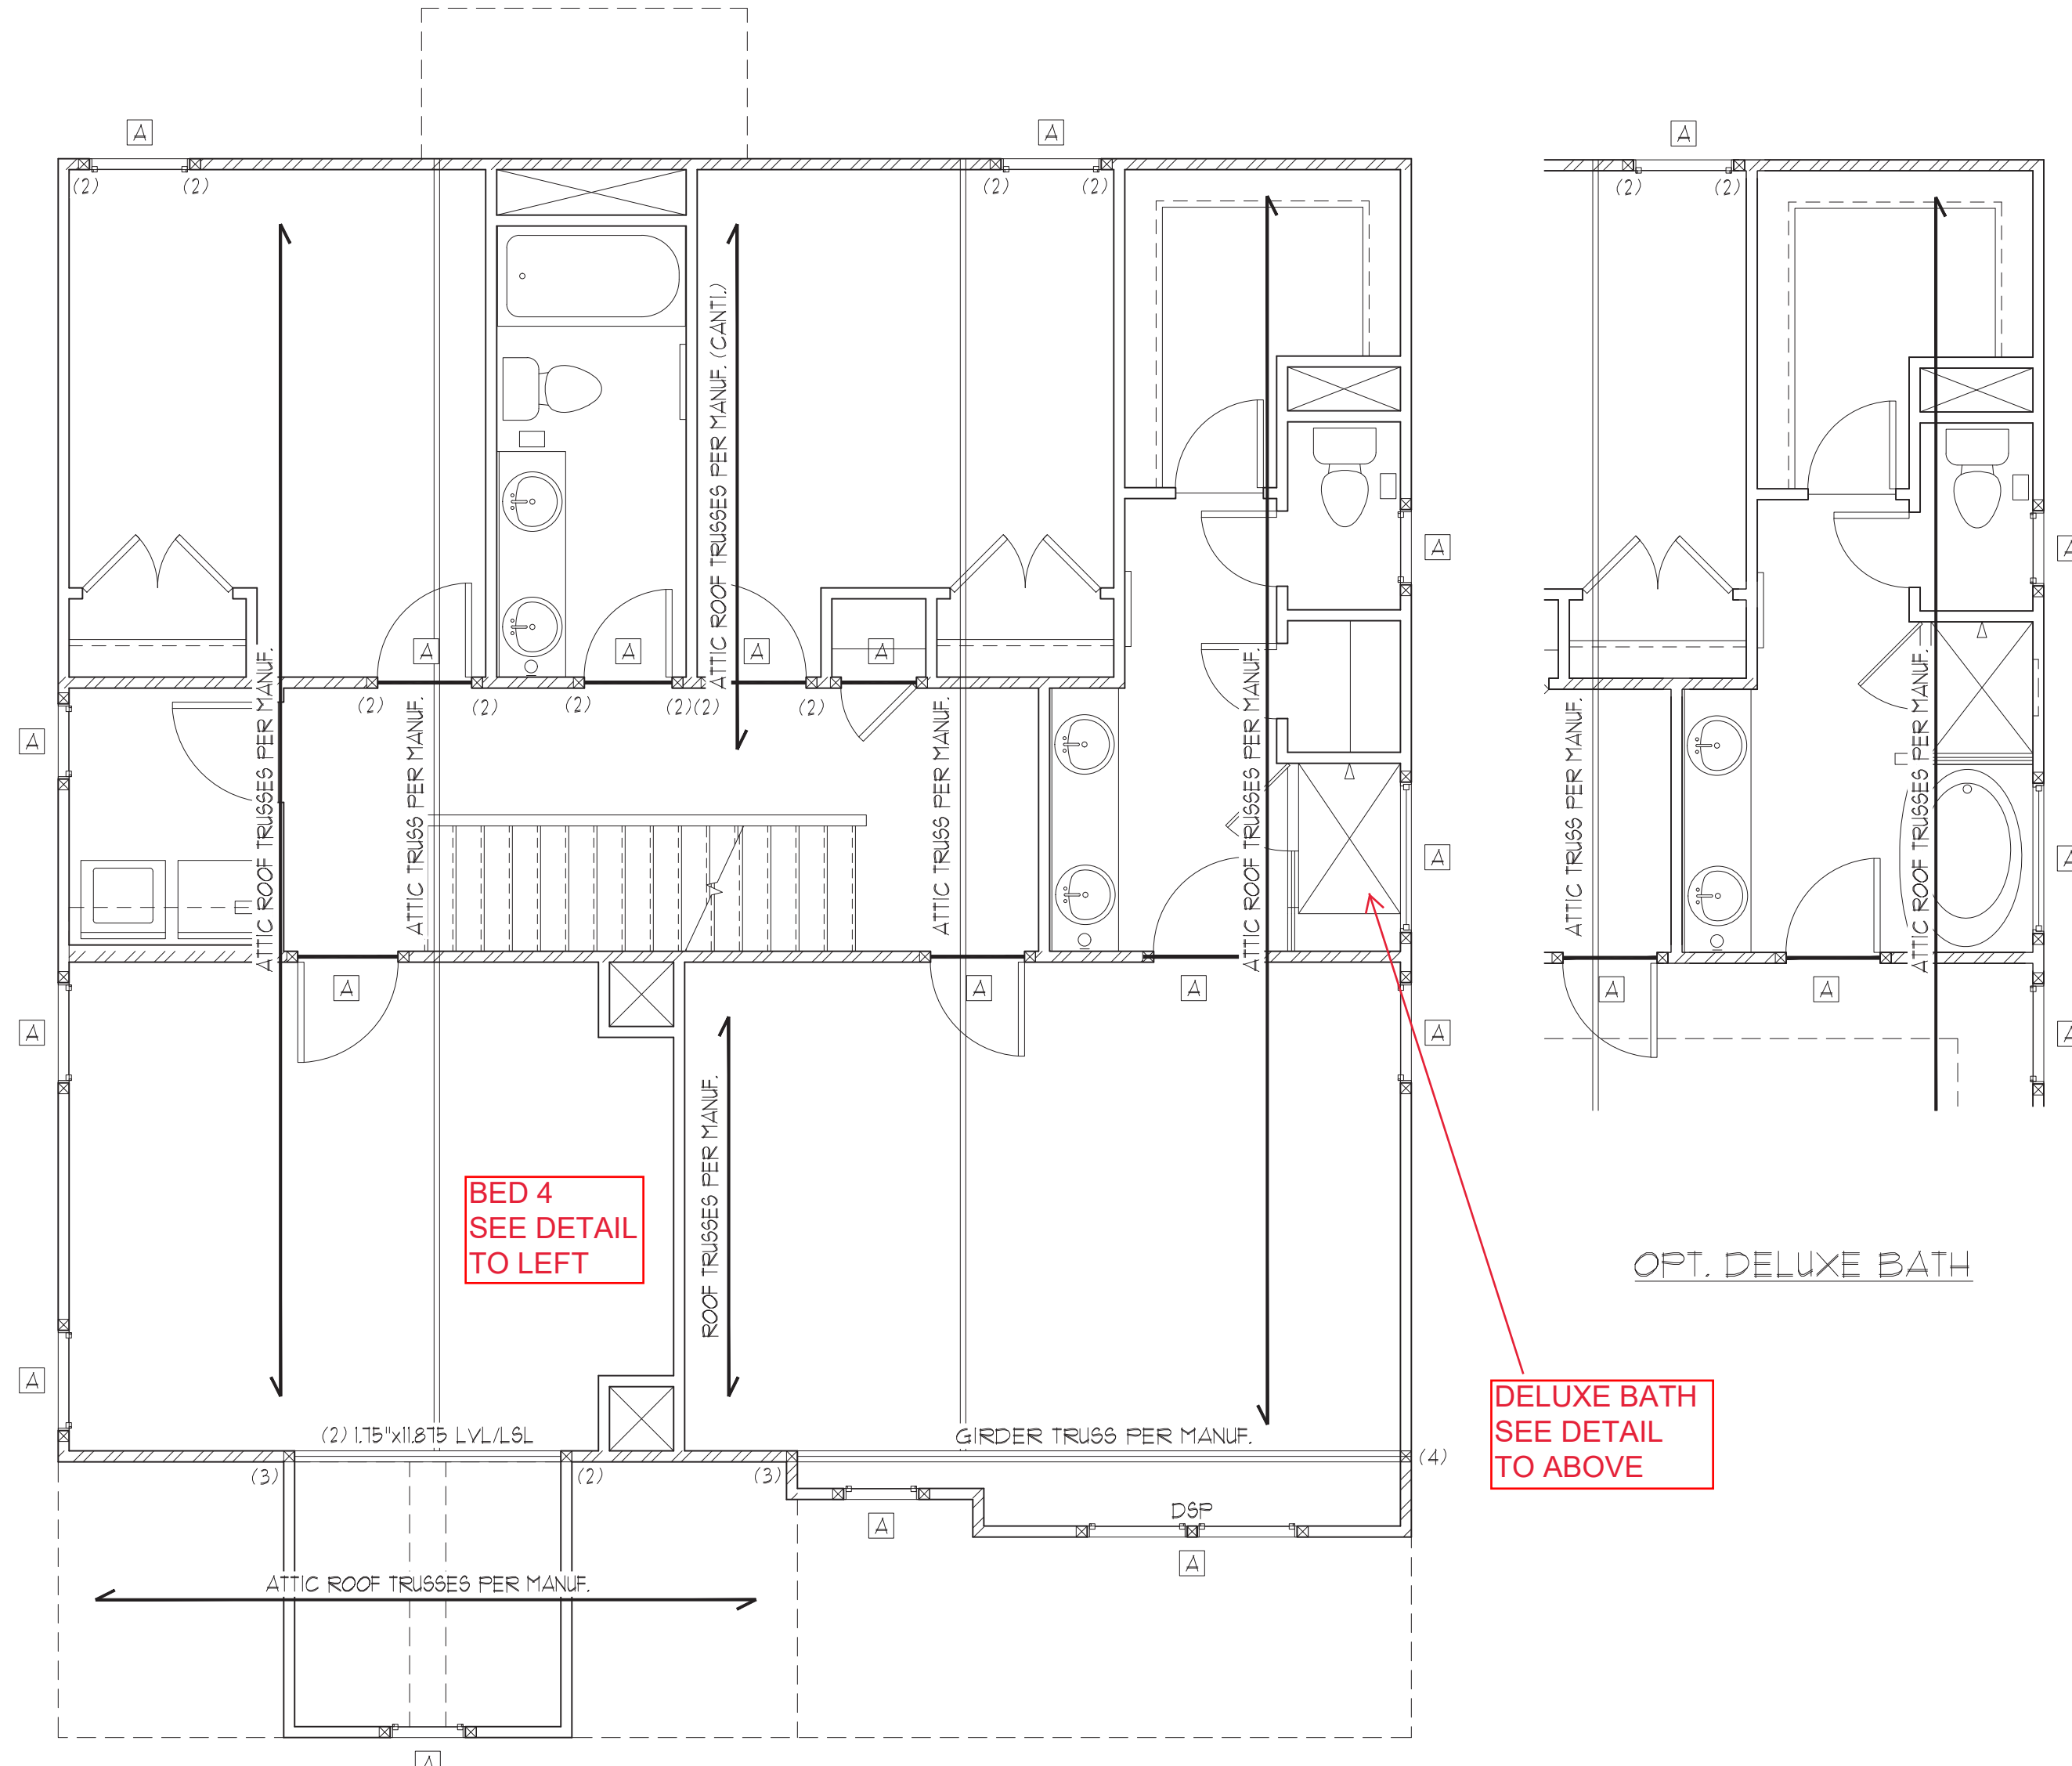 A
A
A
(2)
(2)
(2)
(2)
(2)
(2)
ATTIC ROOF TRUSSES PER MANUF. (CANTI.)
A
A
A
A
A
A
ATTIC ROOF TRUSSES PER MANUF.
ATTIC TRUSS PER MANUF.
ATTIC TRUSS PER MANUF.
ATTIC ROOF TRUSSES PER MANUF.
ATTIC TRUSS PER MANUF.
ATTIC ROOF TRUSSES PER MANUF.
(2)
(2)
(2)
(2)
(2)
(2)
A
A
A
A
A
A
A
A
A
A
A
A
ROOF TRUSSES PER MANUF.
BED 4
SEE DETAIL
TO LEFT
OPT. DELUXE BATH
A
DELUXE BATH
SEE DETAIL
TO ABOVE
(2) 1.75"x11.875 LVL/LSL
GIRDER TRUSS PER MANUF.
(3)
(2)
(3)
(4)
DSP
A
A
ATTIC ROOF TRUSSES PER MANUF.
A